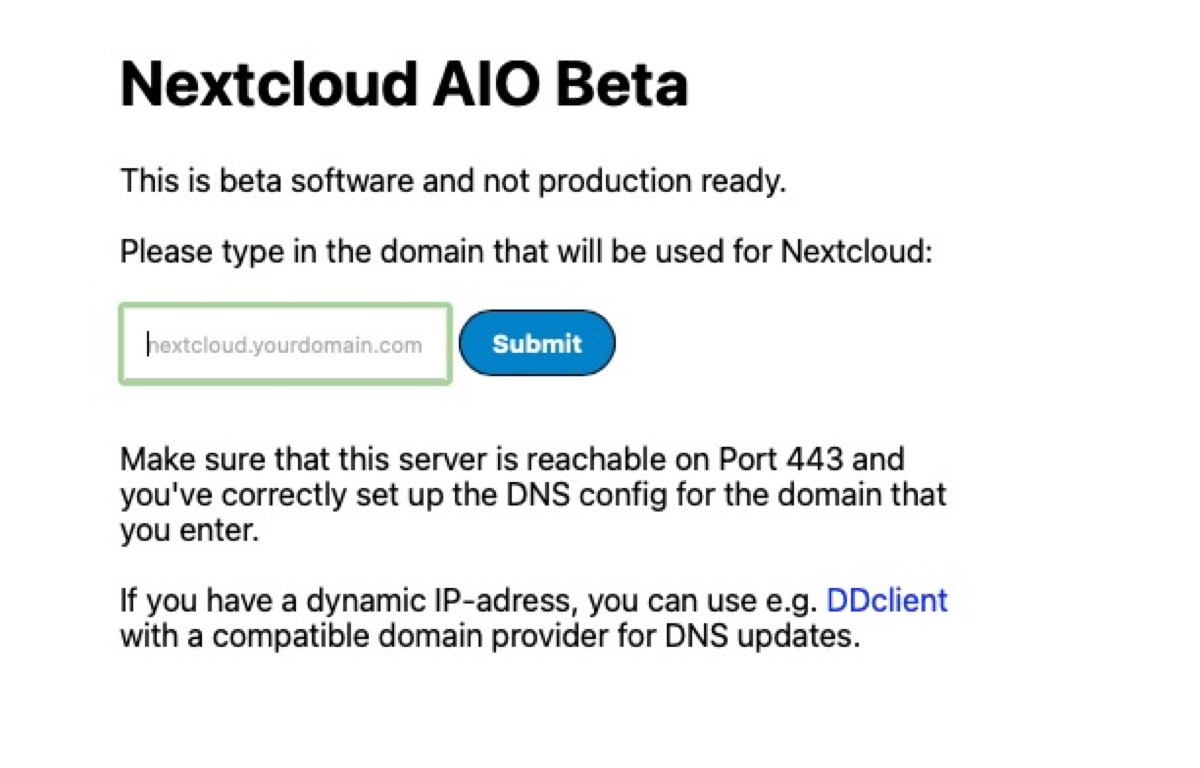 Nextcloud AIO Beta
This is beta software and not production ready.
Please type in the domain that will be used for Nextcloud:
nextcloud.yourdomain.com Submit
Make sure that this server is reachable on Port 443 and
you've correctly set up the DNS config for the domain that
you enter.
If you have a dynamic IP-adress, you can use e.g. DDclient
with a compatible domain provider for DNS updates.